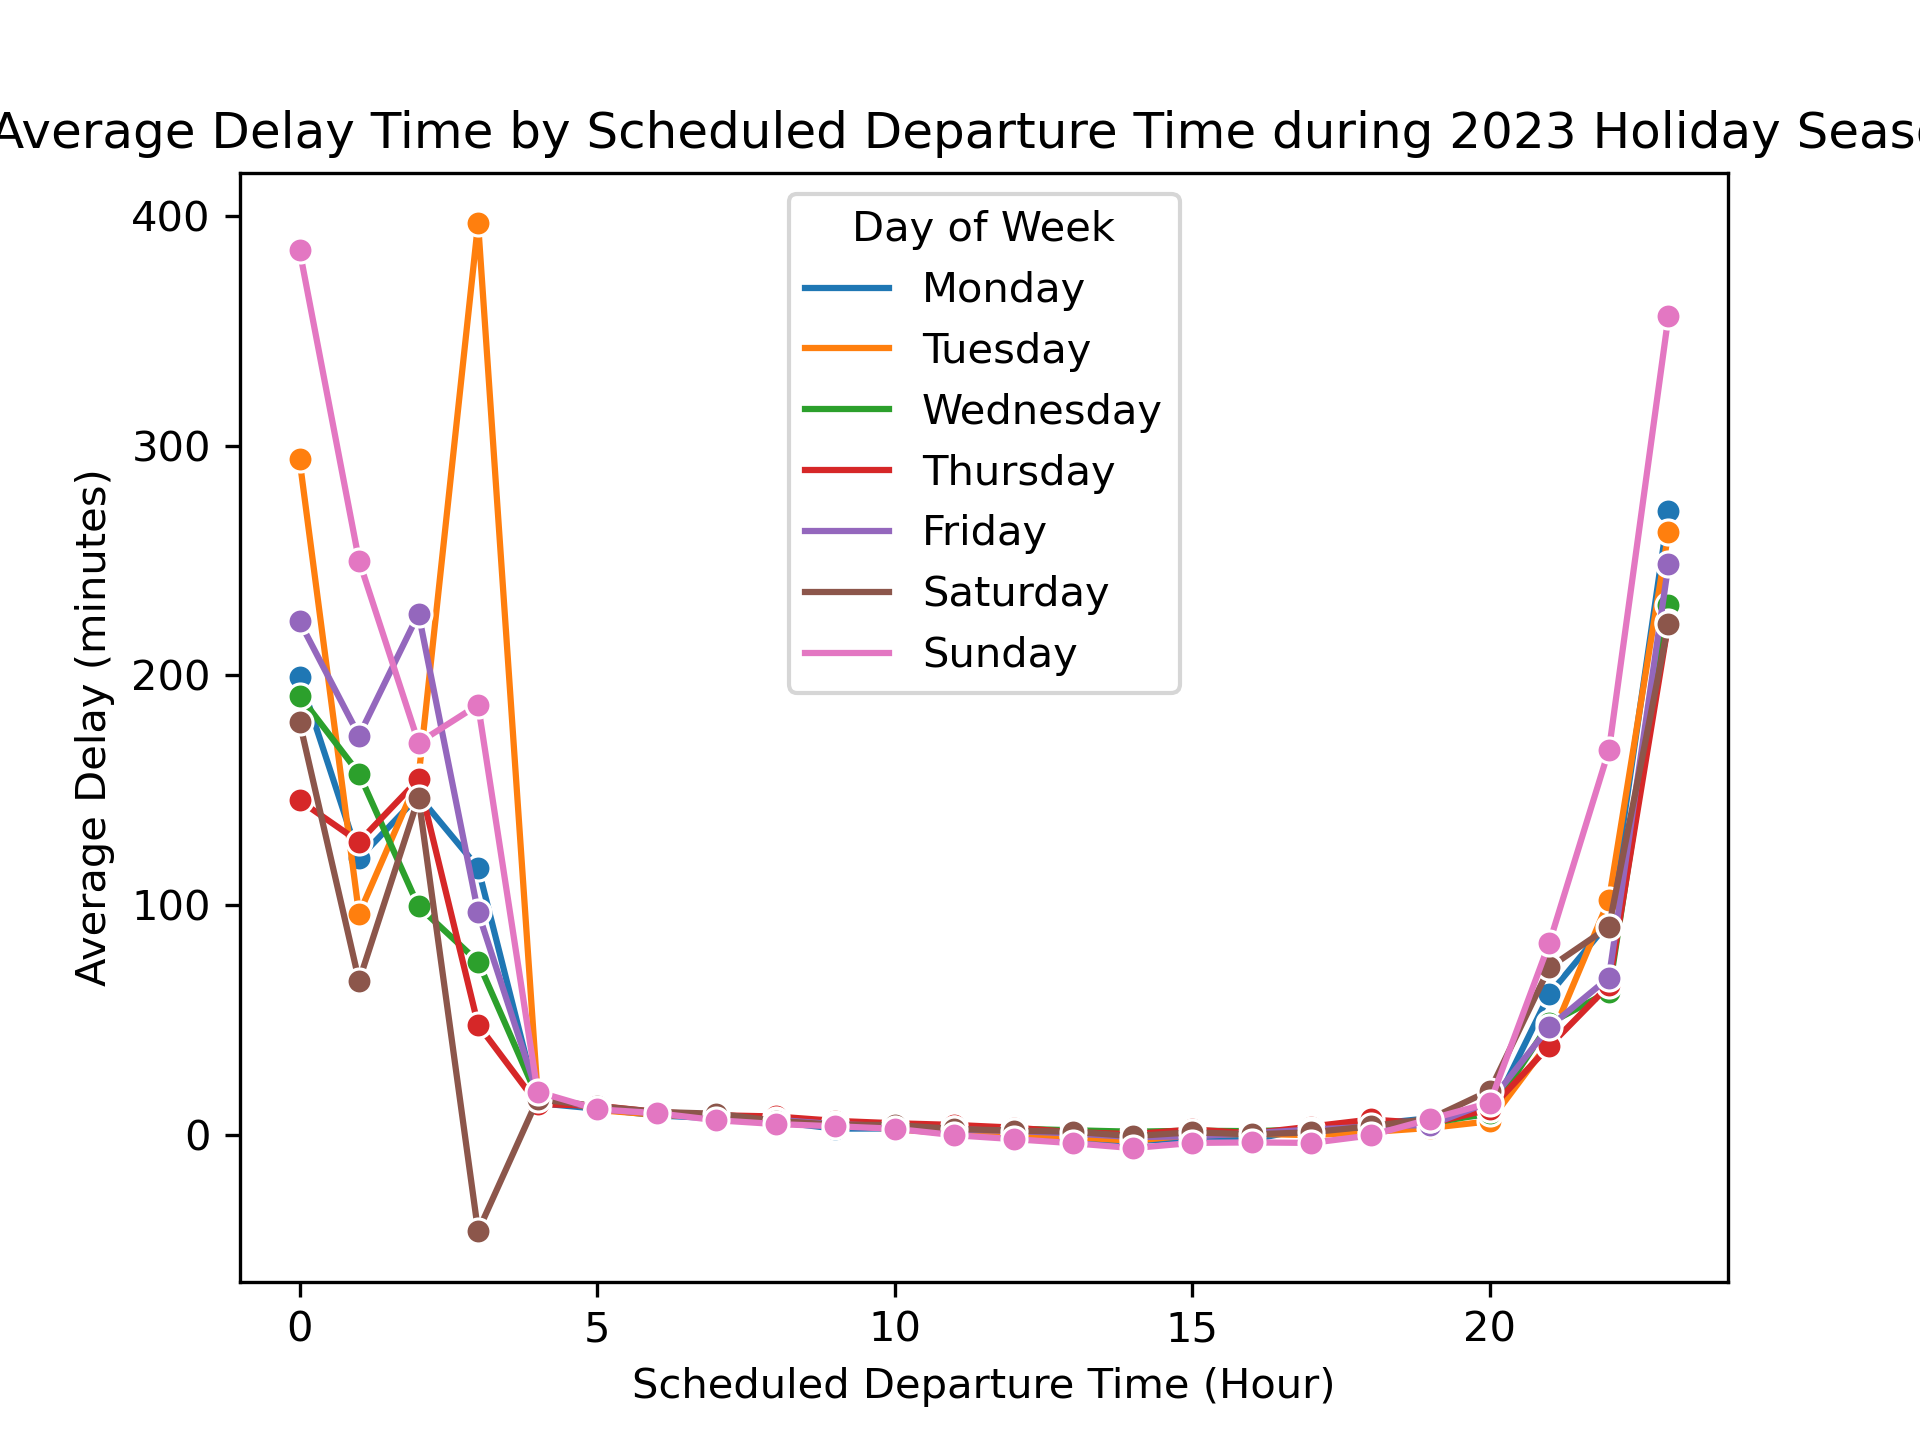 Average Delay Time by Scheduled Departure Time during 2023 Holiday
400
300
200
100
0
Average Delay (minutes)
Day of Week
Monday
Tuesday
Wednesday
Thursday
Friday
Saturday
Sunday
0 5 10 15 20
Scheduled Departure Time (Hour)